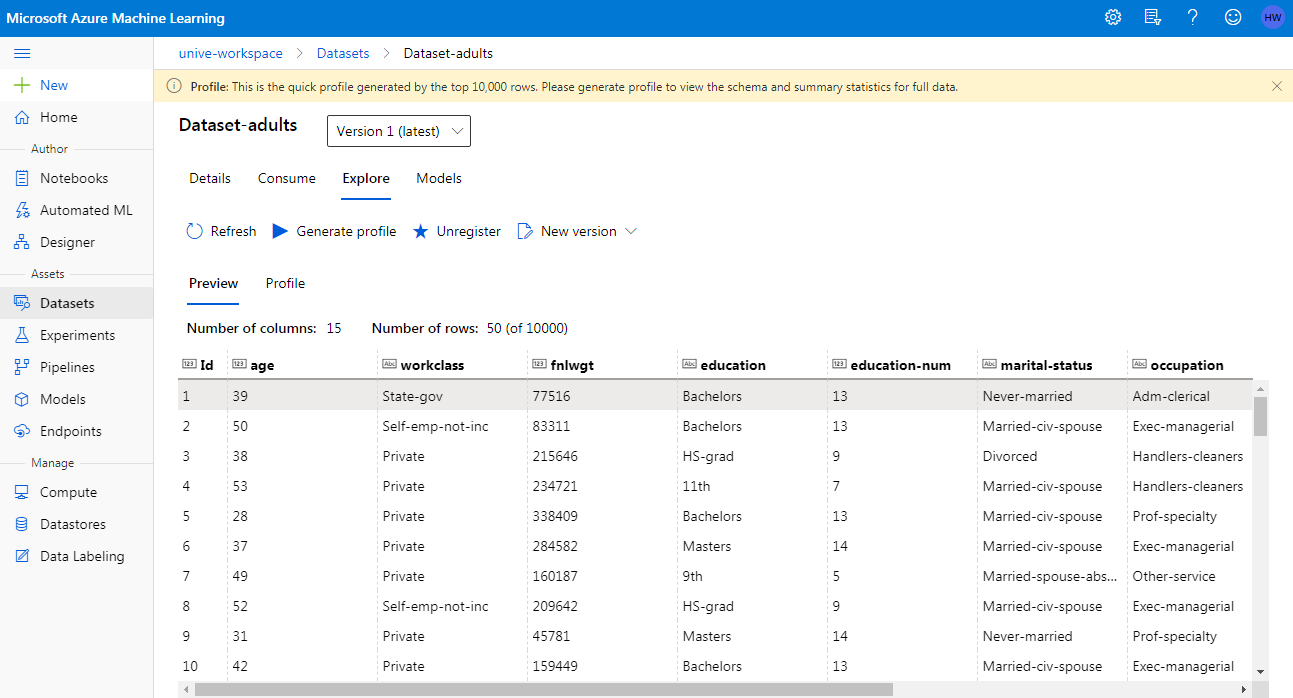 Microsoft Azure Machine Learning
HW
unive-workspace > Datasets > Dataset-adults
New
Home
Author
Notebooks
Automated ML
Designer
Assets
Datasets
Experiments
Pipelines
Models
Endpoints
Manage
Compute
Datastores
Data Labeling
Profile: This is the quick profile generated by the top 10,000 rows. Please generate profile to view the schema and summary statistics for full data.
Dataset-adults Version 1 (latest)
Details Consume Explore Models
Refresh Generate profile Unregister New version
Preview Profile
Number of columns: 15 Number of rows: 50 (of 10000)
123 Id 123 age Abc workclass 123 fnlwgt Abc education 123 education-num Abc marital-status Abc occupation
1 39 State-gov 77516 Bachelors 13 Never-married Adm-clerical
2 50 Self-emp-not-inc 83311 Bachelors 13 Married-civ-spouse Exec-managerial
3 38 Private 215646 HS-grad 9 Divorced Handlers-cleaners
4 53 Private 234721 11th 7 Married-civ-spouse Handlers-cleaners
5 28 Private 338409 Bachelors 13 Married-civ-spouse Prof-specialty
6 37 Private 284582 Masters 14 Married-civ-spouse Exec-managerial
7 49 Private 160187 9th 5 Married-spouse-abs... Other-service
8 52 Self-emp-not-inc 209642 HS-grad 9 Married-civ-spouse Exec-managerial
9 31 Private 45781 Masters 14 Never-married Prof-specialty
10 42 Private 159449 Bachelors 13 Married-civ-spouse Exec-managerial